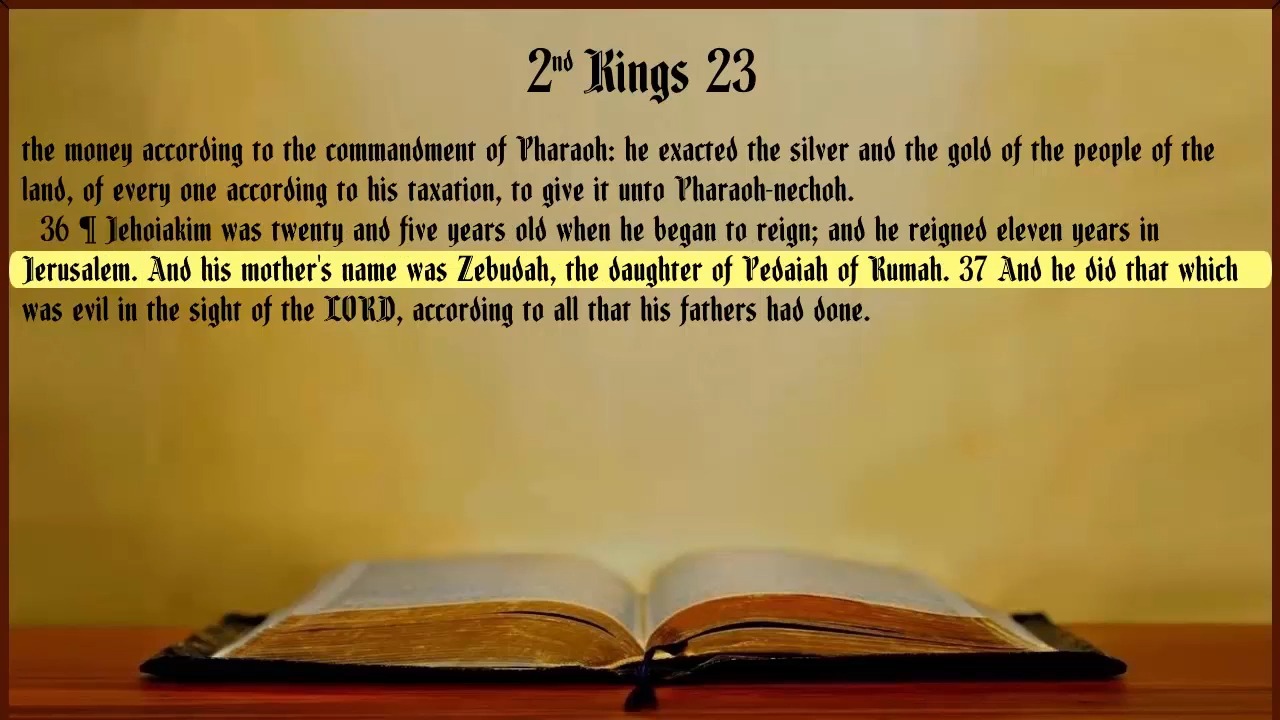 2nd Kings 23
the money according to the commandment of Pharaoh: he exacted the silver and the gold of the people of the
land, of every one according to his taxation, to give it unto Pharaoh-nechoh.
36 ¶ Jehoiakim was twenty and five years old when he began to reign; and he reigned eleven years in
Jerusalem. And his mother's name was Zebudah, the daughter of Pedaiah of Rumah. 37 And he did that which
was evil in the sight of the LORD, according to all that his fathers had done.